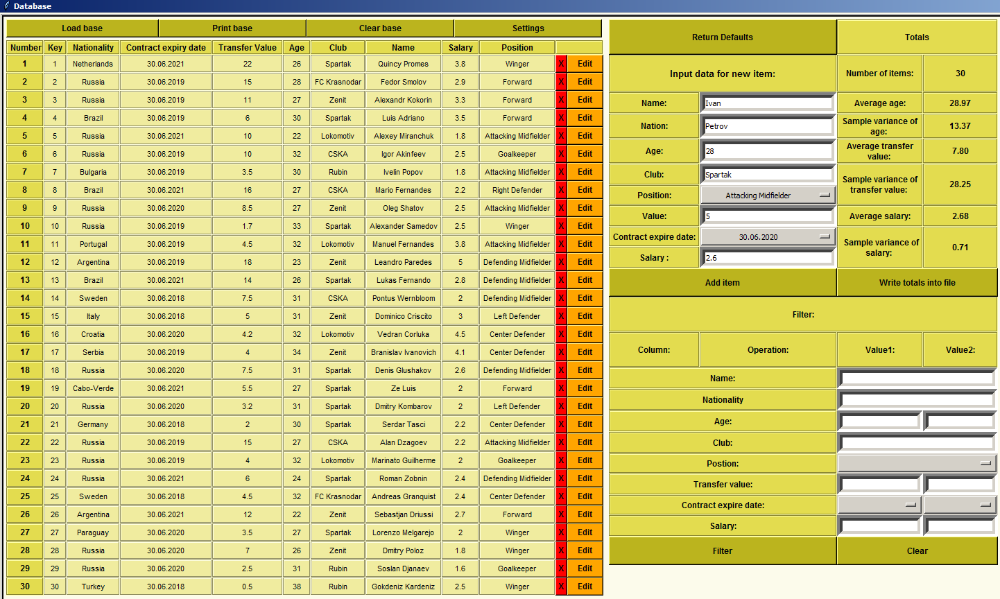 Database
Load base Print base Clear base Settings
Number Key Nationality Contract expiry date Transfer Value Age Club Name Salary Position
1 1 Netherlands 30.06.2021 22 26 Spartak Quincy Promes 3.8 Winger X Edit
2 2 Russia 30.06.2019 15 28 FC Krasnodar Fedor Smolov 2.9 Forward X Edit
3 3 Russia 30.06.2019 11 27 Zenit Alexandr Kokorin 3.3 Forward X Edit
4 4 Brazil 30.06.2019 6 30 Spartak Luis Adriano 3.5 Forward X Edit
5 5 Russia 30.06.2021 10 22 Lokomotiv Alexey Miranchuk 1.8 Attacking Midfielder X Edit
6 6 Russia 30.06.2019 10 32 CSKA Igor Akinfeev 2.5 Goalkeeper X Edit
7 7 Bulgaria 30.06.2019 3.5 30 Rubin Ivelin Popov 1.8 Attacking Midfielder X Edit
8 8 Brazil 30.06.2021 16 27 CSKA Mario Fernandes 2.2 Right Defender X Edit
9 9 Russia 30.06.2020 8.5 27 Zenit Oleg Shatov 2.5 Attacking Midfielder X Edit
10 10 Russia 30.06.2019 1.7 33 Spartak Alexander Samedov 2.5 Winger X Edit
11 11 Portugal 30.06.2019 4.5 32 Lokomotiv Manuel Fernandes 3.8 Attacking Midfielder X Edit
12 12 Argentina 30.06.2019 18 23 Zenit Leandro Paredes 5 Defending Midfielder X Edit
13 13 Brazil 30.06.2021 14 26 Spartak Lukas Fernando 2.8 Defending Midfielder X Edit
14 14 Sweden 30.06.2018 7.5 31 CSKA Pontus Wernbloom 2 Defending Midfielder X Edit
15 15 Italy 30.06.2018 5 31 Zenit Dominico Criscito 3 Left Defender X Edit
16 16 Croatia 30.06.2020 4.2 32 Lokomotiv Vedran Corluka 4.5 Center Defender X Edit
17 17 Serbia 30.06.2019 4 34 Zenit Branislav Ivanovich 4.1 Center Defender X Edit
18 18 Russia 30.06.2020 7.5 31 Spartak Denis Glushakov 2.6 Defending Midfielder X Edit
19 19 Cabo-Verde 30.06.2021 5.5 27 Spartak Ze Luis 2 Forward X Edit
20 20 Russia 30.06.2020 3.2 31 Spartak Dmitry Kombarov 2 Left Defender X Edit
21 21 Germany 30.06.2018 2 30 Spartak Serdar Tasci 2.2 Center Defender X Edit
22 22 Russia 30.06.2019 15 27 CSKA Alan Dzagoev 2.2 Attacking Midfielder X Edit
23 23 Russia 30.06.2019 4 32 Lokomotiv Marinato Guilherme 2 Goalkeeper X Edit
24 24 Russia 30.06.2021 6 24 Spartak Roman Zobnin 2.4 Defending Midfielder X Edit
25 25 Sweden 30.06.2018 4.5 32 FC Krasnodar Andreas Granquist 2.4 Center Defender X Edit
26 26 Argentina 30.06.2021 12 22 Zenit Sebastjan Driussi 2.7 Forward X Edit
27 27 Paraguay 30.06.2020 3.5 27 Spartak Lorenzo Melgarejo 2 Winger X Edit
28 28 Russia 30.06.2020 7 26 Zenit Dmitry Poloz 1.8 Winger X Edit
29 29 Russia 30.06.2020 2.5 31 Rubin Soslan Djanaev 1.6 Goalkeeper X Edit
30 30 Turkey 30.06.2018 0.5 38 Rubin Gokdeniz Kardeniz 2.5 Winger X Edit
Return Defaults Totals
Input data for new item: Number of items: 30
Name: Ivan Average age: 28.97
Nation: Petrov Sample variance of age: 13.37
Age: 28 Average transfer value: 7.80
Club: Spartak Sample variance of transfer value: 28.25
Position: Attacking Midfielder
Value: 5 Average salary: 2.68
Contract expire date: 30.06.2020 Sample variance of salary: 0.71
Salary : 2.6
Add item Write totals into file
Filter:
Column: Operation: Value1: Value2:
Name:
Nationality
Age:
Club:
Postion:
Transfer value:
Contract expire date:
Salary:
Filter Clear